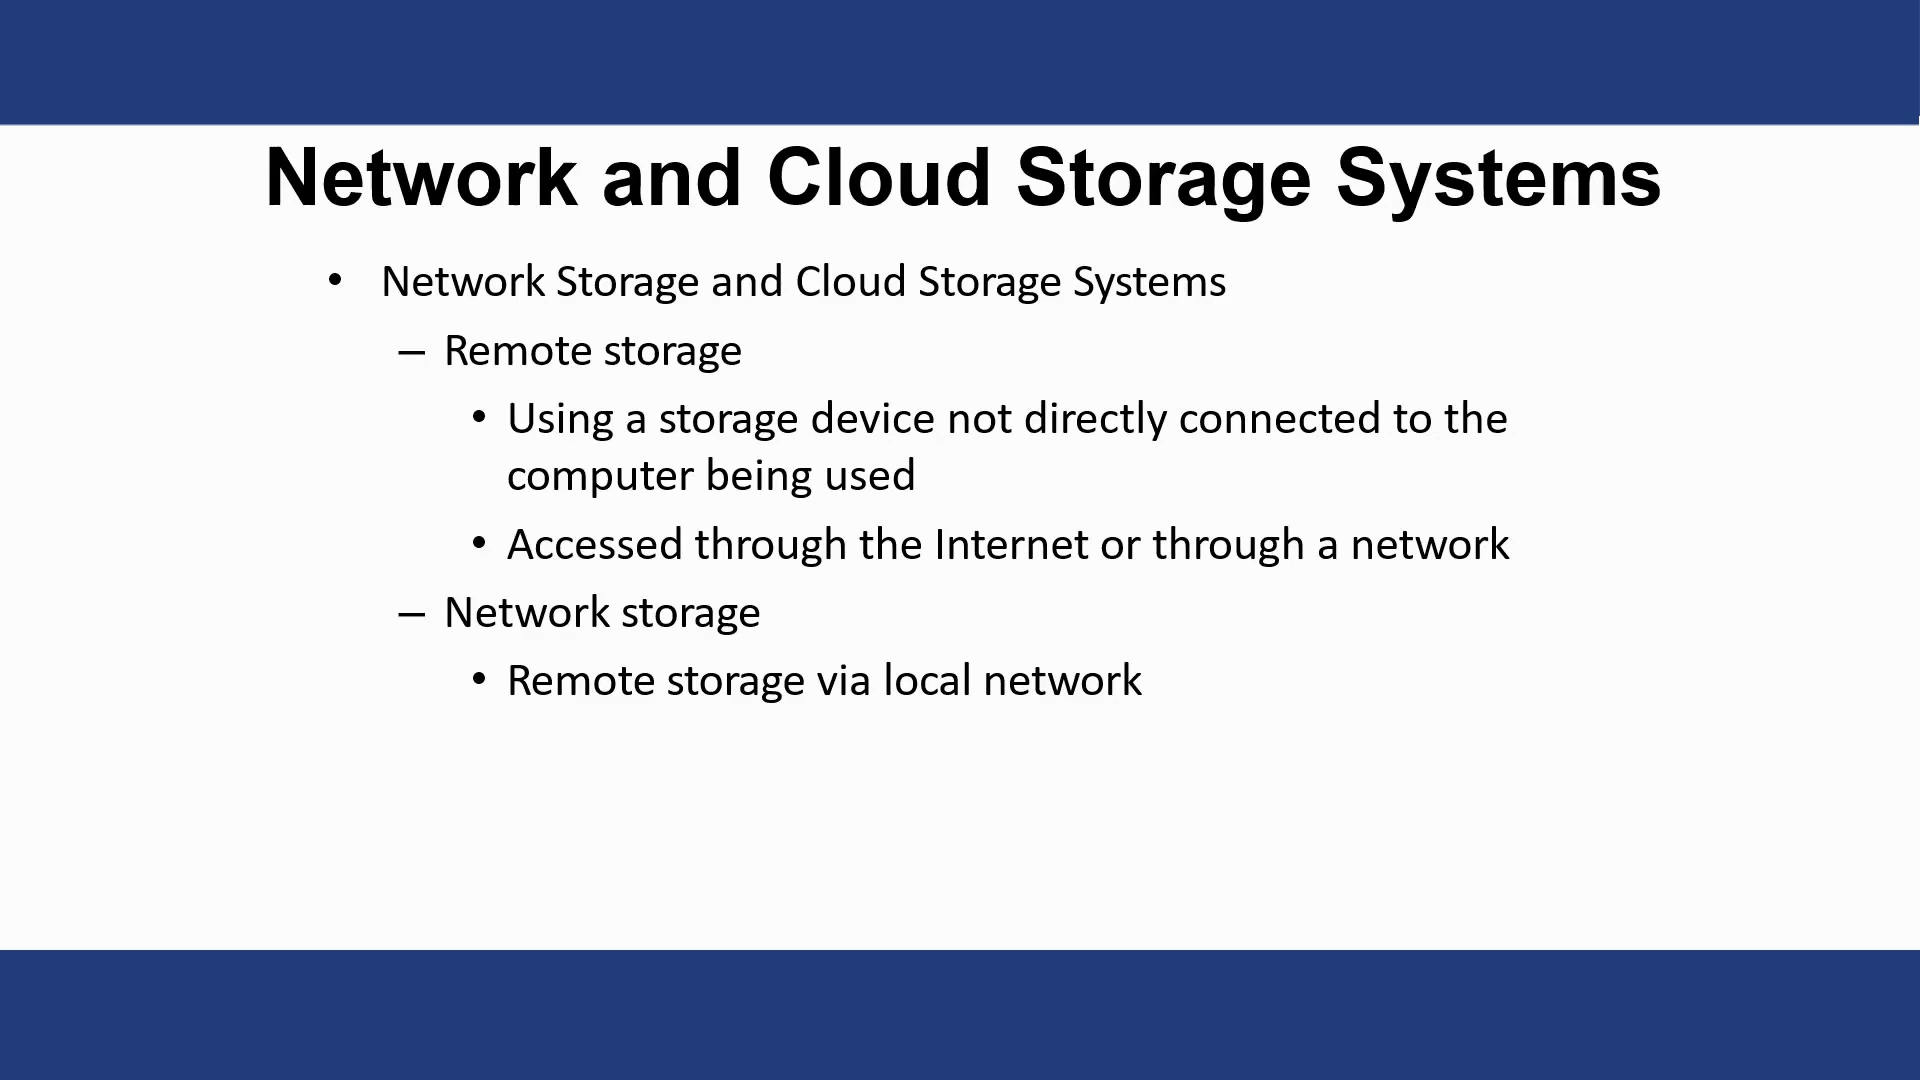 Network and Cloud Storage Systems
• Network Storage and Cloud Storage Systems
– Remote storage
• Using a storage device not directly connected to the
computer being used
• Accessed through the Internet or through a network
– Network storage
• Remote storage via local network